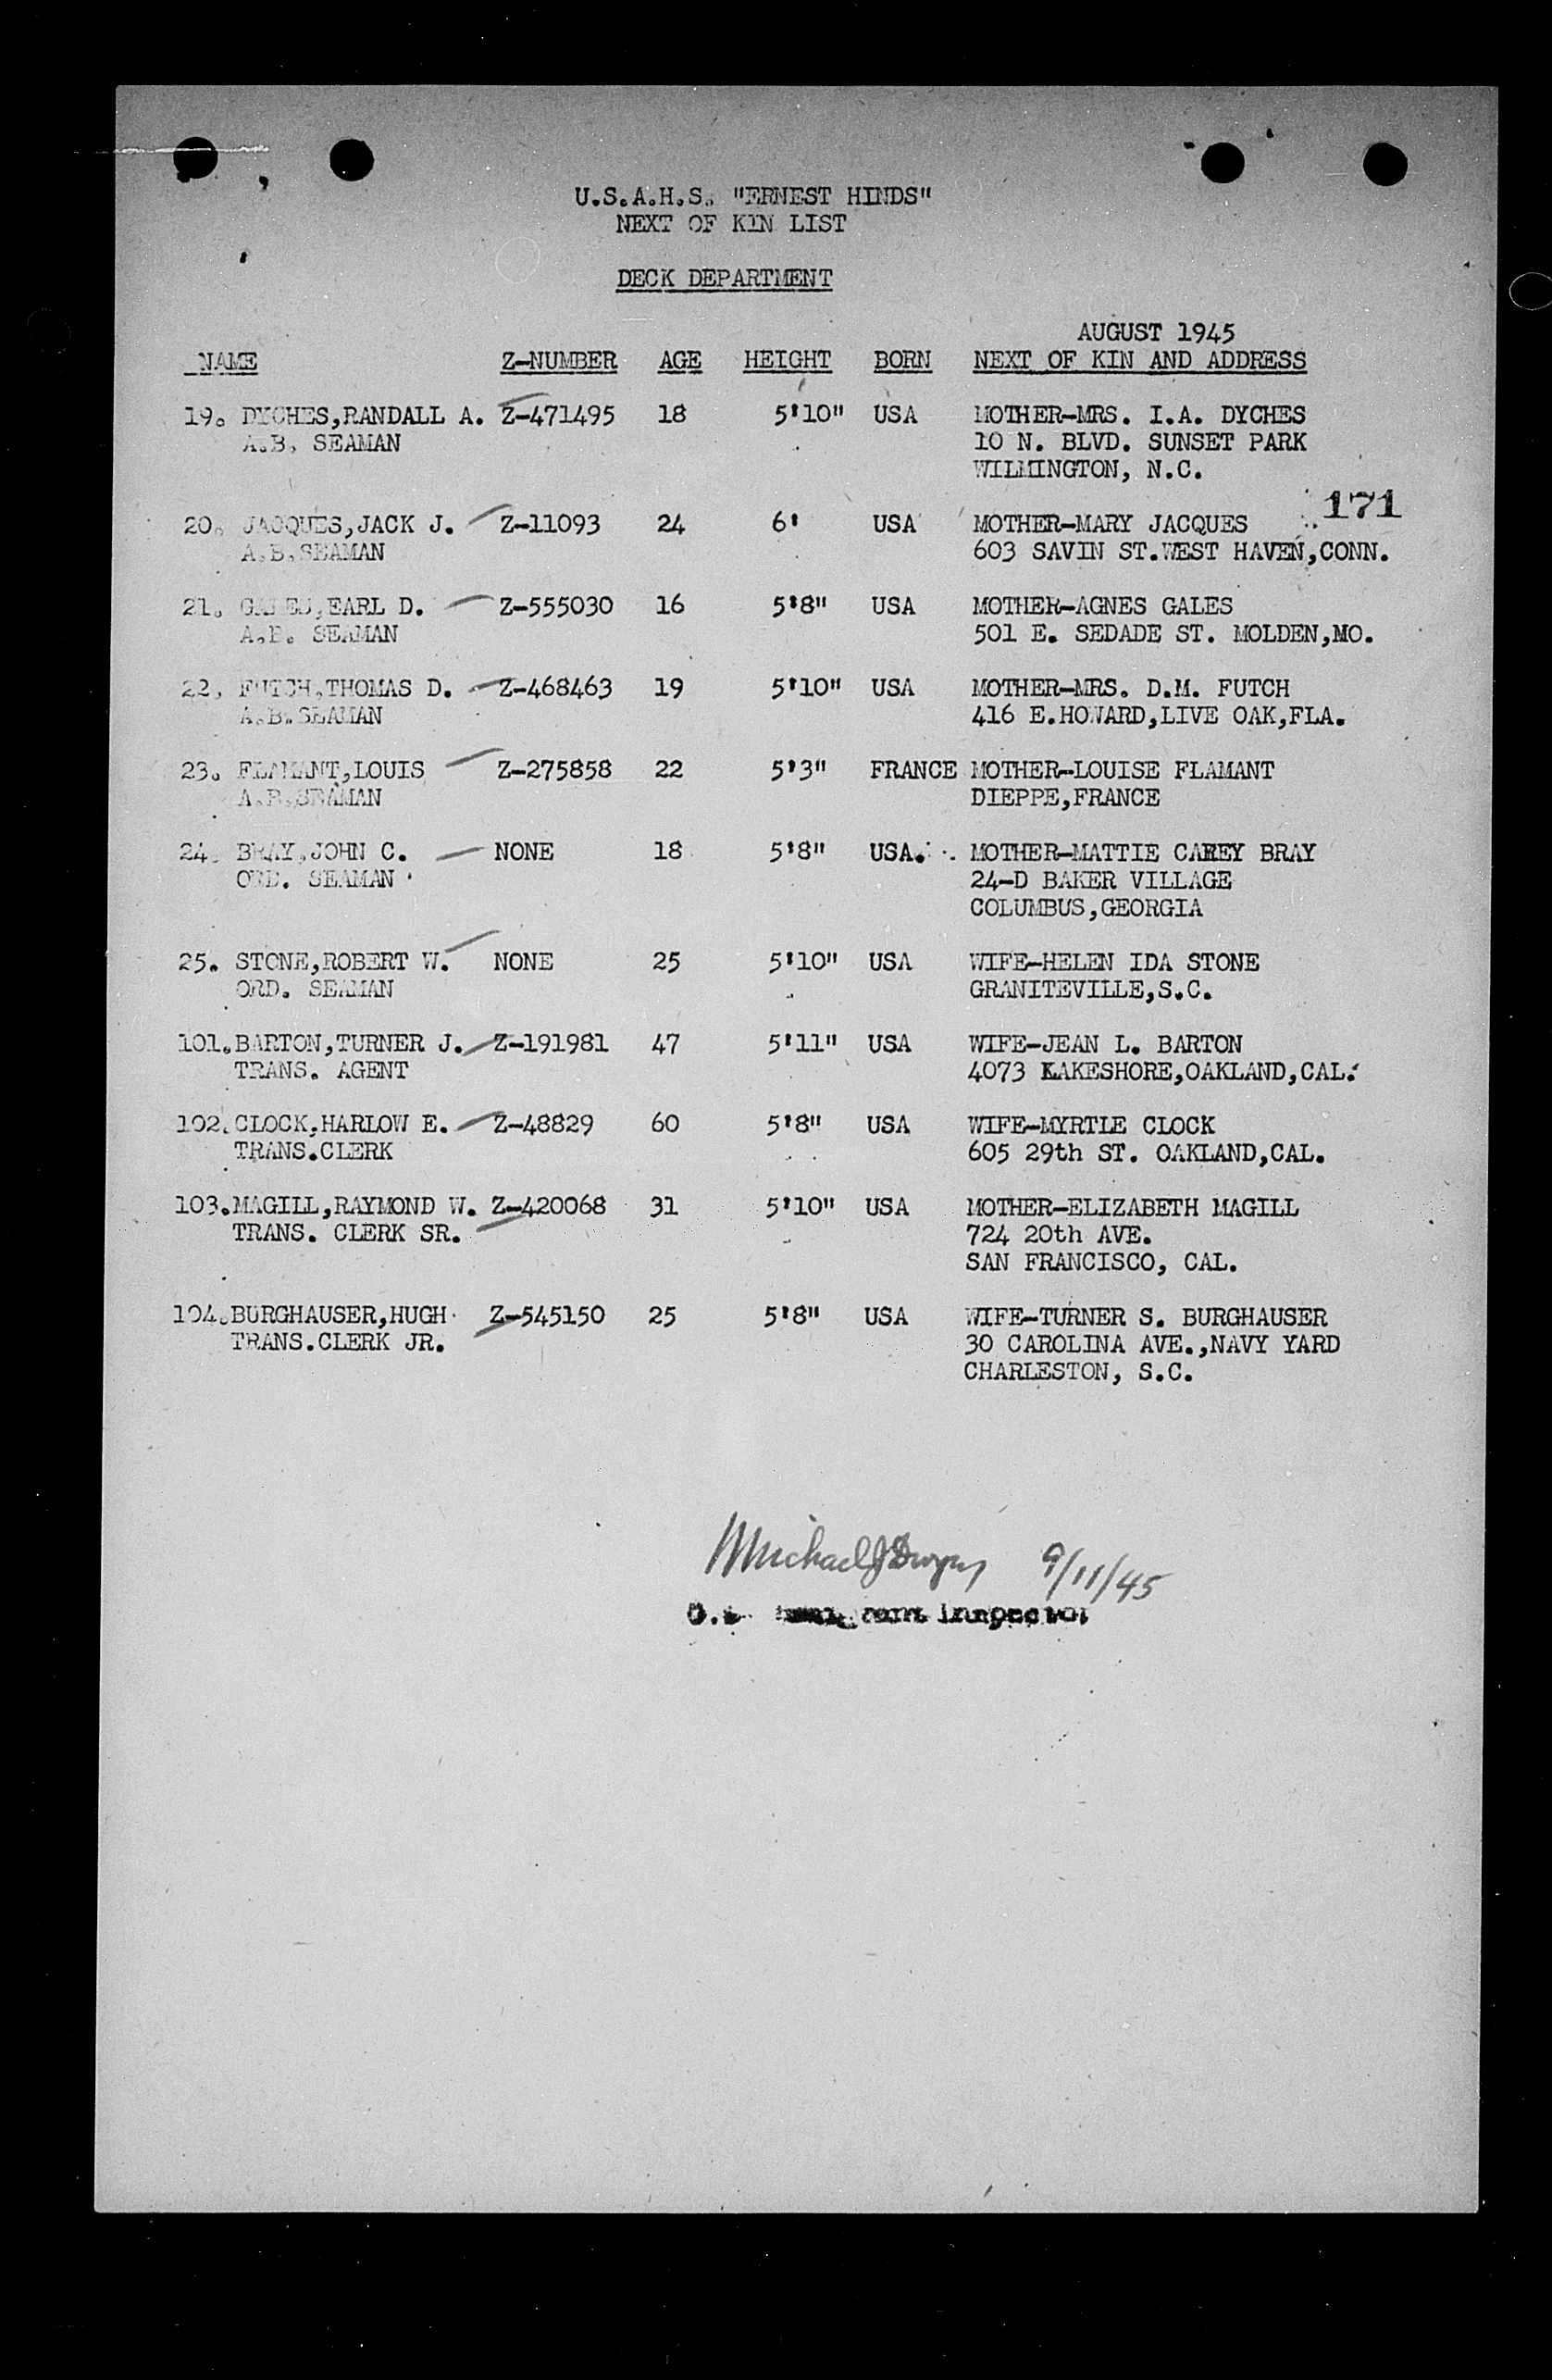 U.S.A.H.S. "ERNEST HINDS"
NEXT OF KIN LIST
DECK DEPARTMENT
AUGUST 1945
NAME Z-NUMBER AGE HEIGHT BORN NEXT OF KIN AND ADDRESS
19. DYCHES,RANDALL A. Z-471495 18 5'10" USA MOTHER-MRS. I.A. DYCHES
A.B. SEAMAN 10 N. BLVD. SUNSET PARK
WILMINGTON, N.C.
171
20. JACQUES,JACK J. Z-11093 24 6' USA MOTHER-MARY JACQUES
A.B.SEAMAN 603 SAVIN ST.WEST HAVEN,CONN.
21. GALES,EARL D. Z-555030 16 5'8" USA MOTHER-AGNES GALES
A.B. SEAMAN 501 E. SEDADE ST. MOLDEN,MO.
22. FUTCH,THOMAS D. Z-468463 19 5'10" USA MOTHER-MRS. D.M. FUTCH
A.B.SEAMAN 416 E.HOWARD,LIVE OAK,FLA.
23. FLAMANT,LOUIS Z-275858 22 5'3" FRANCE MOTHER-LOUISE FLAMANT
A.B.SEAMAN DIEPPE,FRANCE
24. BRAY,JOHN C. NONE 18 5'8" USA. MOTHER-MATTIE CAREY BRAY
ORD. SEAMAN 24-D BAKER VILLAGE
COLUMBUS,GEORGIA
25. STONE,ROBERT W. NONE 25 5'10" USA WIFE-HELEN IDA STONE
ORD. SEAMAN GRANITEVILLE,S.C.
101.BARTON,TURNER J. Z-191981 47 5'11" USA WIFE-JEAN L. BARTON
TRANS. AGENT 4073 LAKESHORE,OAKLAND,CAL.
102.CLOCK,HARLOW E. Z-48829 60 5'8" USA WIFE-MYRTLE CLOCK
TRANS.CLERK 605 29th ST. OAKLAND,CAL.
103.MAGILL,RAYMOND W. Z-420068 31 5'10" USA MOTHER-ELIZABETH MAGILL
TRANS. CLERK SR. 724 20th AVE.
SAN FRANCISCO, CAL.
104.BURGHAUSER,HUGH Z-545150 25 5'8" USA WIFE-TURNER S. BURGHAUSER
TRANS.CLERK JR. 30 CAROLINA AVE.,NAVY YARD
CHARLESTON, S.C.
Michael J Dwyer 9/11/45
Inspector